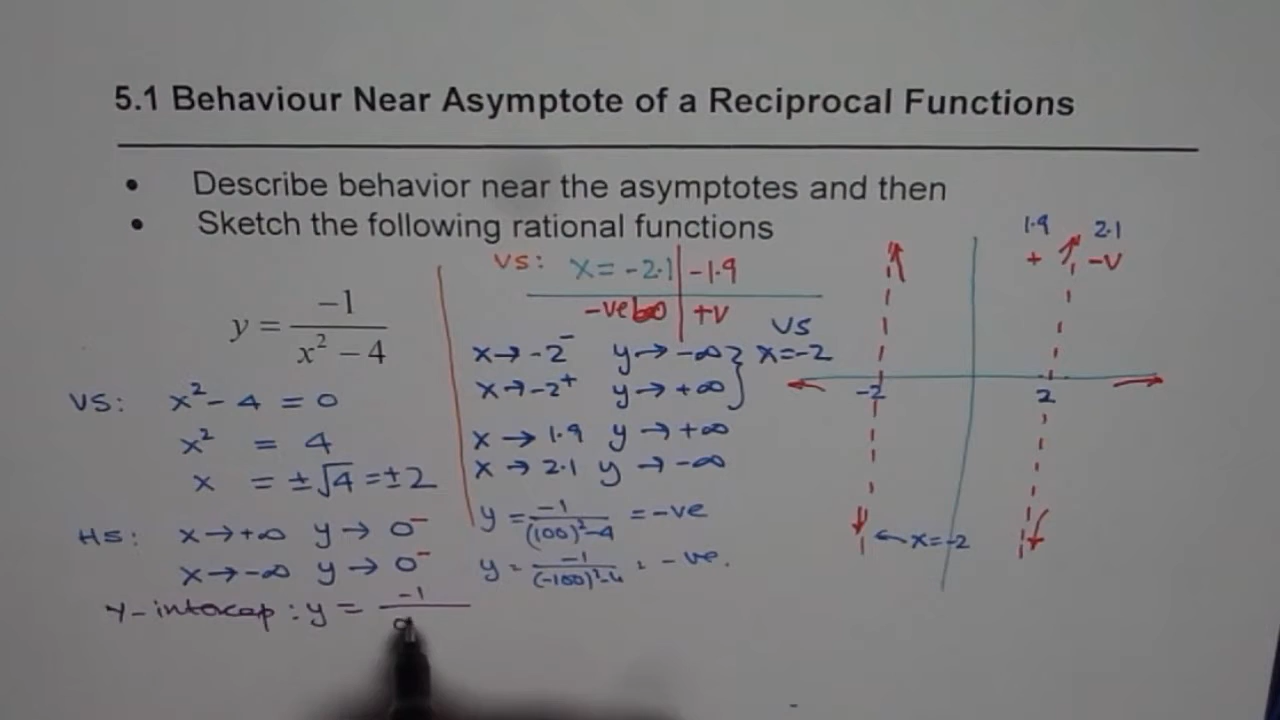 5.1 Behaviour Near Asymptote of a Reciprocal Functions
• Describe behavior near the asymptotes and then
• Sketch the following rational functions
y = -1 / (x² - 4)
VS: x² - 4 = 0
x² = 4
x = ±√4 = ±2
HS: x → +∞ y → 0⁻
x → -∞ y → 0⁻
Y-intercep: y = -1
VS: x = -2.1 | -1.9
-ve | +v
x → -2⁻ y → -∞ } VS
x → -2⁺ y → +∞ } x = -2
x → 1.9 y → +∞
x → 2.1 y → -∞
y = -1 / ((100)² - 4) = -ve
y = -1 / ((-100)² - 4) = -ve.
1.9 2.1
+ -v
-2 2
← x = -2